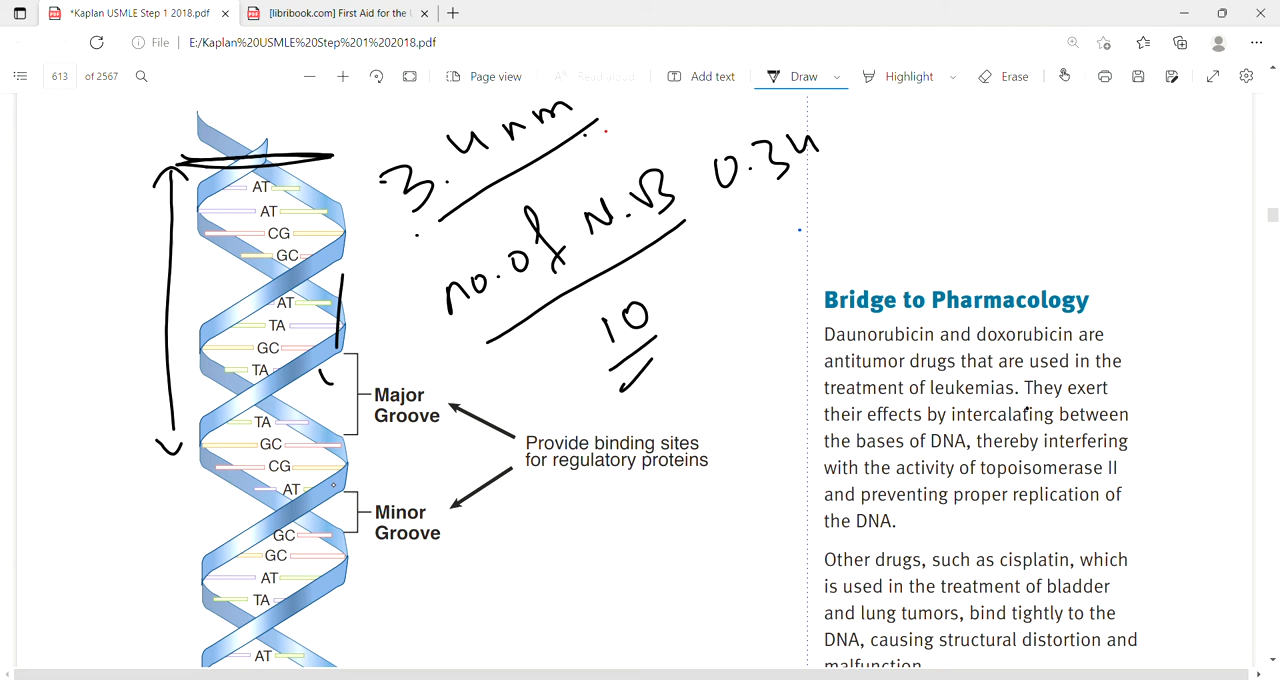 *Kaplan USMLE Step 1 2018.pdf
[libribook.com] First Aid for the
File E:/Kaplan%20USMLE%20Step%201%202018.pdf
613 of 2567 Page view Read aloud Add text Draw Highlight Erase
3.4nm
no.of N.B 0.34
10
AT
AT
CG
GC
AT
TA
GC
TA
TA
GC
CG
AT
GC
GC
AT
TA
AT
Major
Groove
Minor
Groove
Provide binding sites
for regulatory proteins
Bridge to Pharmacology
Daunorubicin and doxorubicin are
antitumor drugs that are used in the
treatment of leukemias. They exert
their effects by intercalating between
the bases of DNA, thereby interfering
with the activity of topoisomerase II
and preventing proper replication of
the DNA.
Other drugs, such as cisplatin, which
is used in the treatment of bladder
and lung tumors, bind tightly to the
DNA, causing structural distortion and
malfunction.